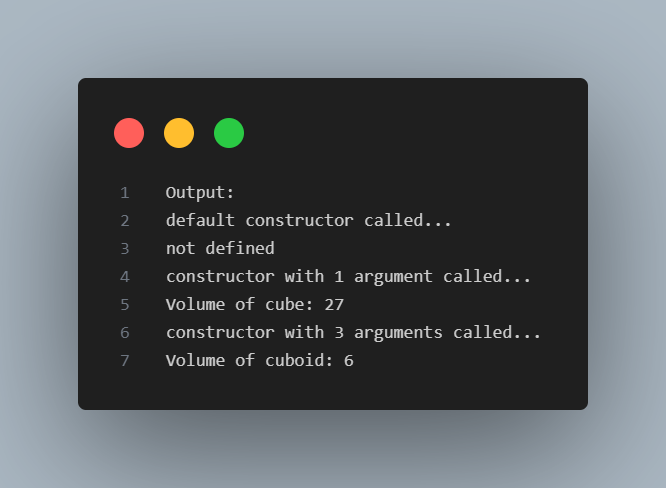 1 Output:
2 default constructor called...
3 not defined
4 constructor with 1 argument called...
5 Volume of cube: 27
6 constructor with 3 arguments called...
7 Volume of cuboid: 6